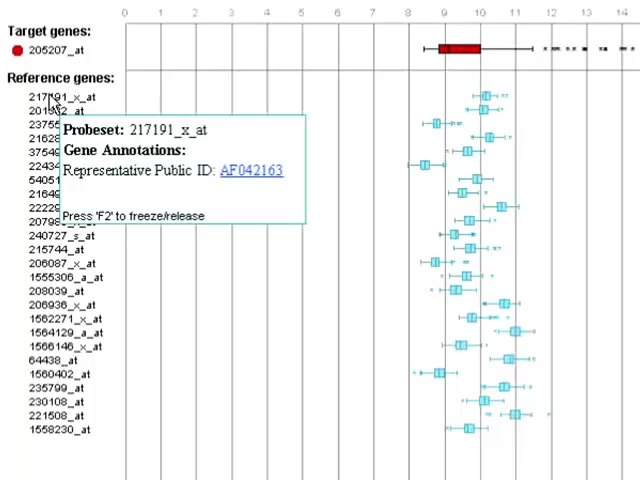 0 1 2 3 4 5 6 7 8 9 10 11 12 13 14
Target genes:
205207_at
Reference genes:
217191_x_at
_at
Probeset: 217191_x_at
Gene Annotations:
Representative Public ID: AF042163
Press 'F2' to freeze/release
240727_s_at
215744_at
206087_x_at
1555306_a_at
208039_at
206936_x_at
1562271_x_at
1564129_a_at
1566146_x_at
64438_at
1560402_at
235799_at
230108_at
221508_at
1558230_at